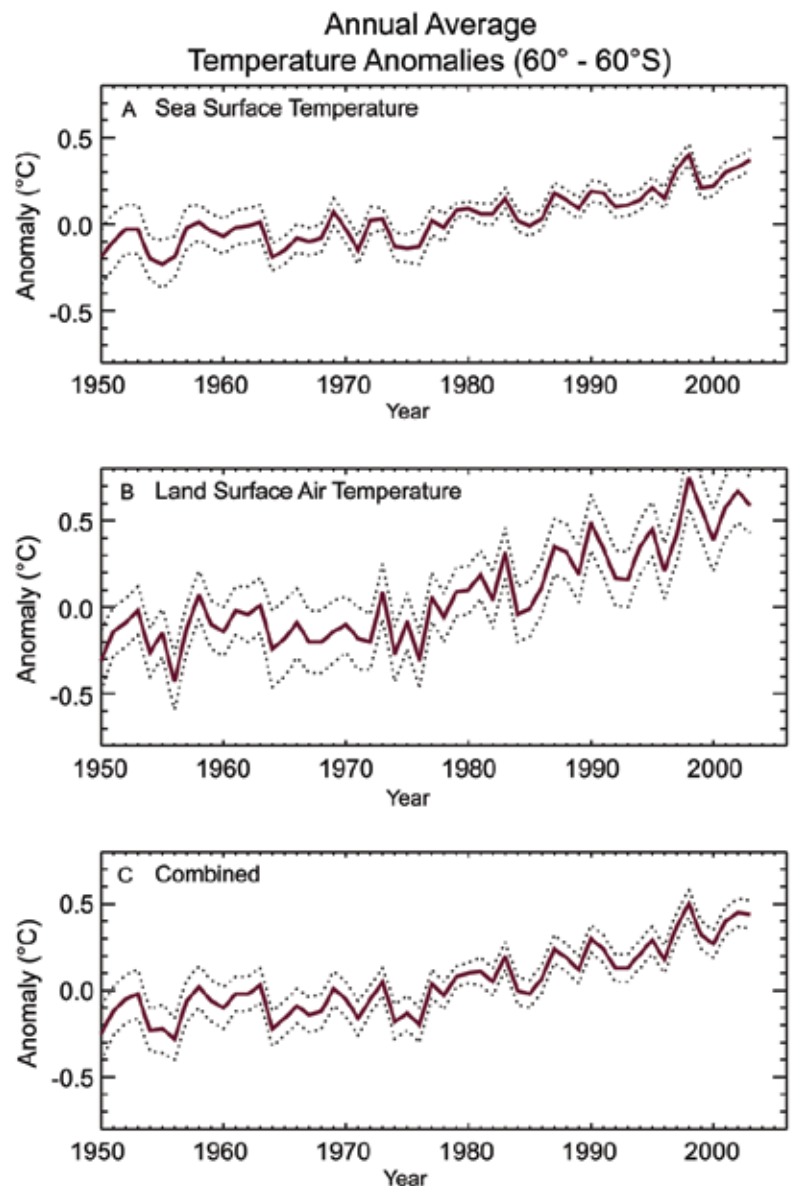 Annual Average
Temperature Anomalies (60° - 60°S)
A Sea Surface Temperature
Anomaly (°C)
0.5
0.0
-0.5
1950 1960 1970 1980 1990 2000
Year
B Land Surface Air Temperature
Anomaly (°C)
0.5
0.0
-0.5
1950 1960 1970 1980 1990 2000
Year
C Combined
Anomaly (°C)
0.5
0.0
-0.5
1950 1960 1970 1980 1990 2000
Year